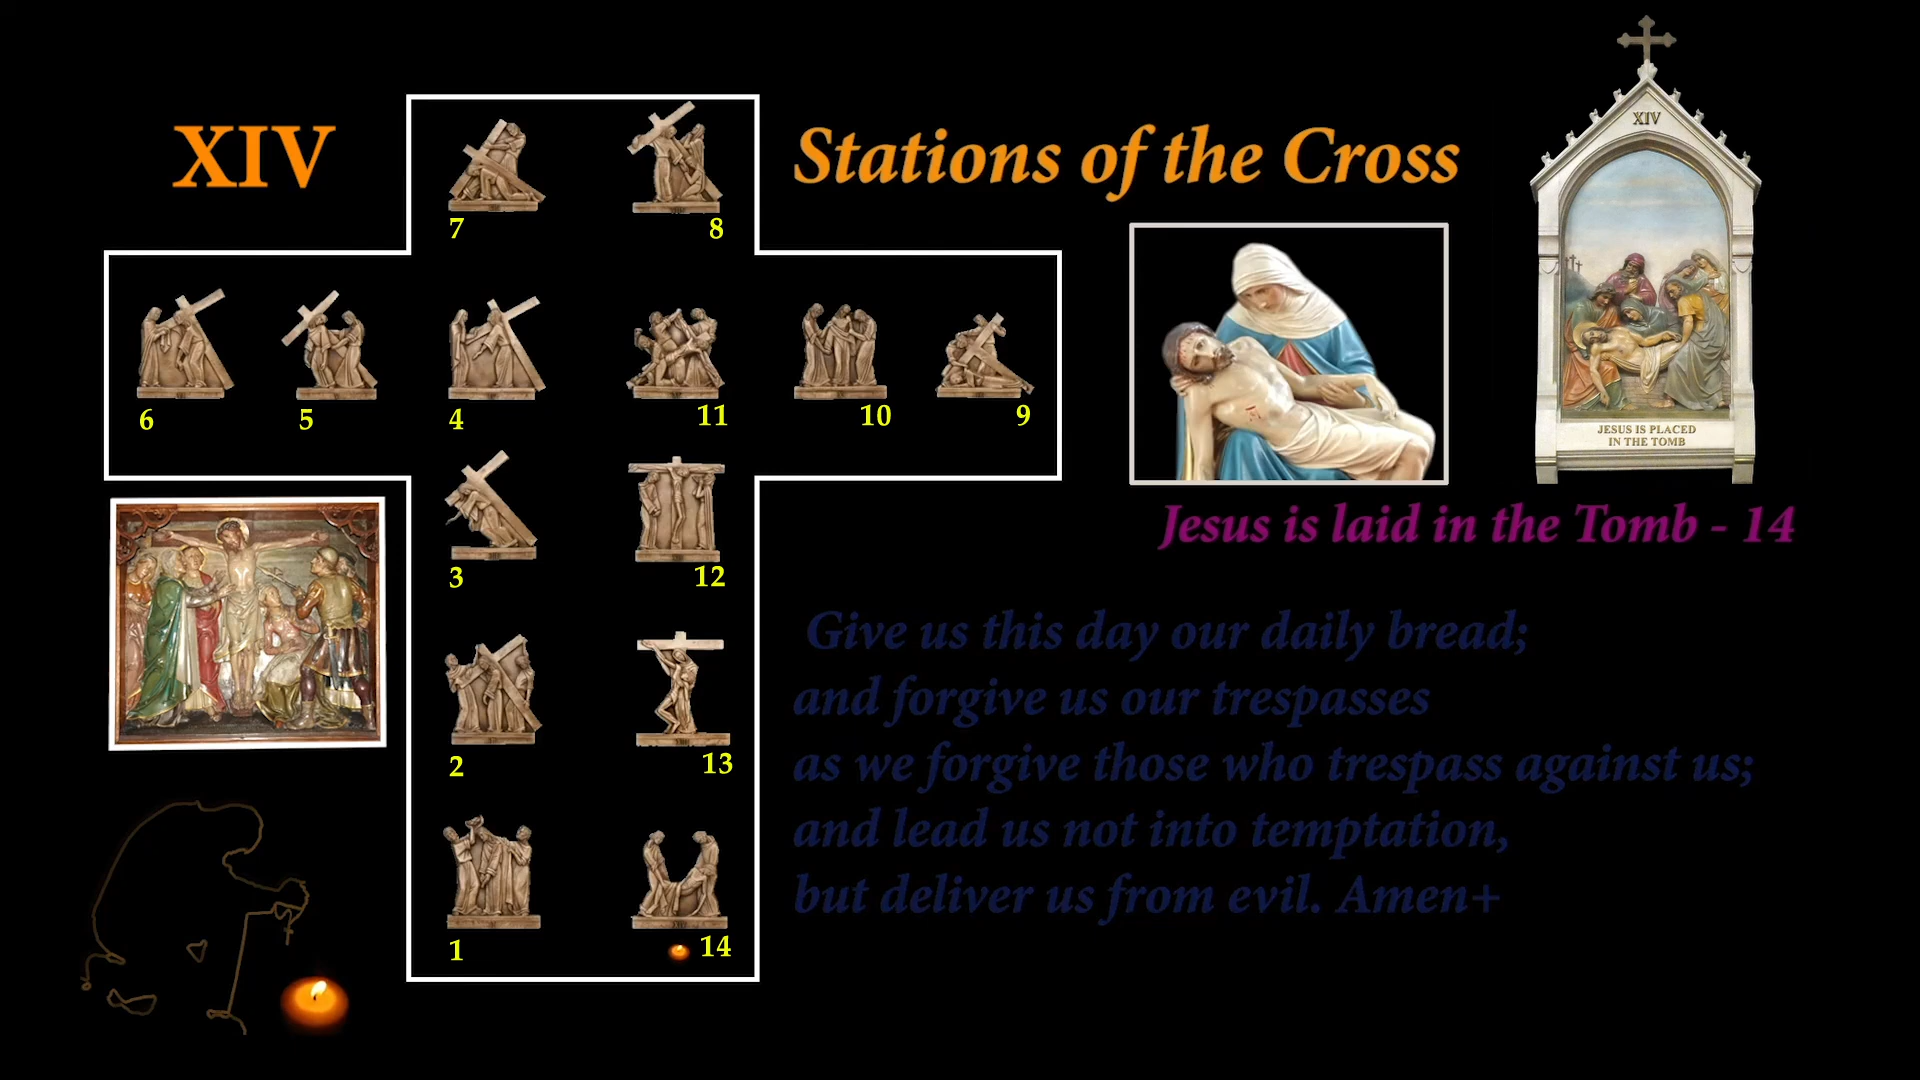 XIV
Stations of the Cross
XIV
7
8
6
5
4
11
10
9
JESUS IS PLACED
IN THE TOMB
Jesus is laid in the Tomb - 14
3
12
Give us this day our daily bread;
and forgive us our trespasses
as we forgive those who trespass against us;
and lead us not into temptation,
but deliver us from evil. Amen+
2
13
1
14